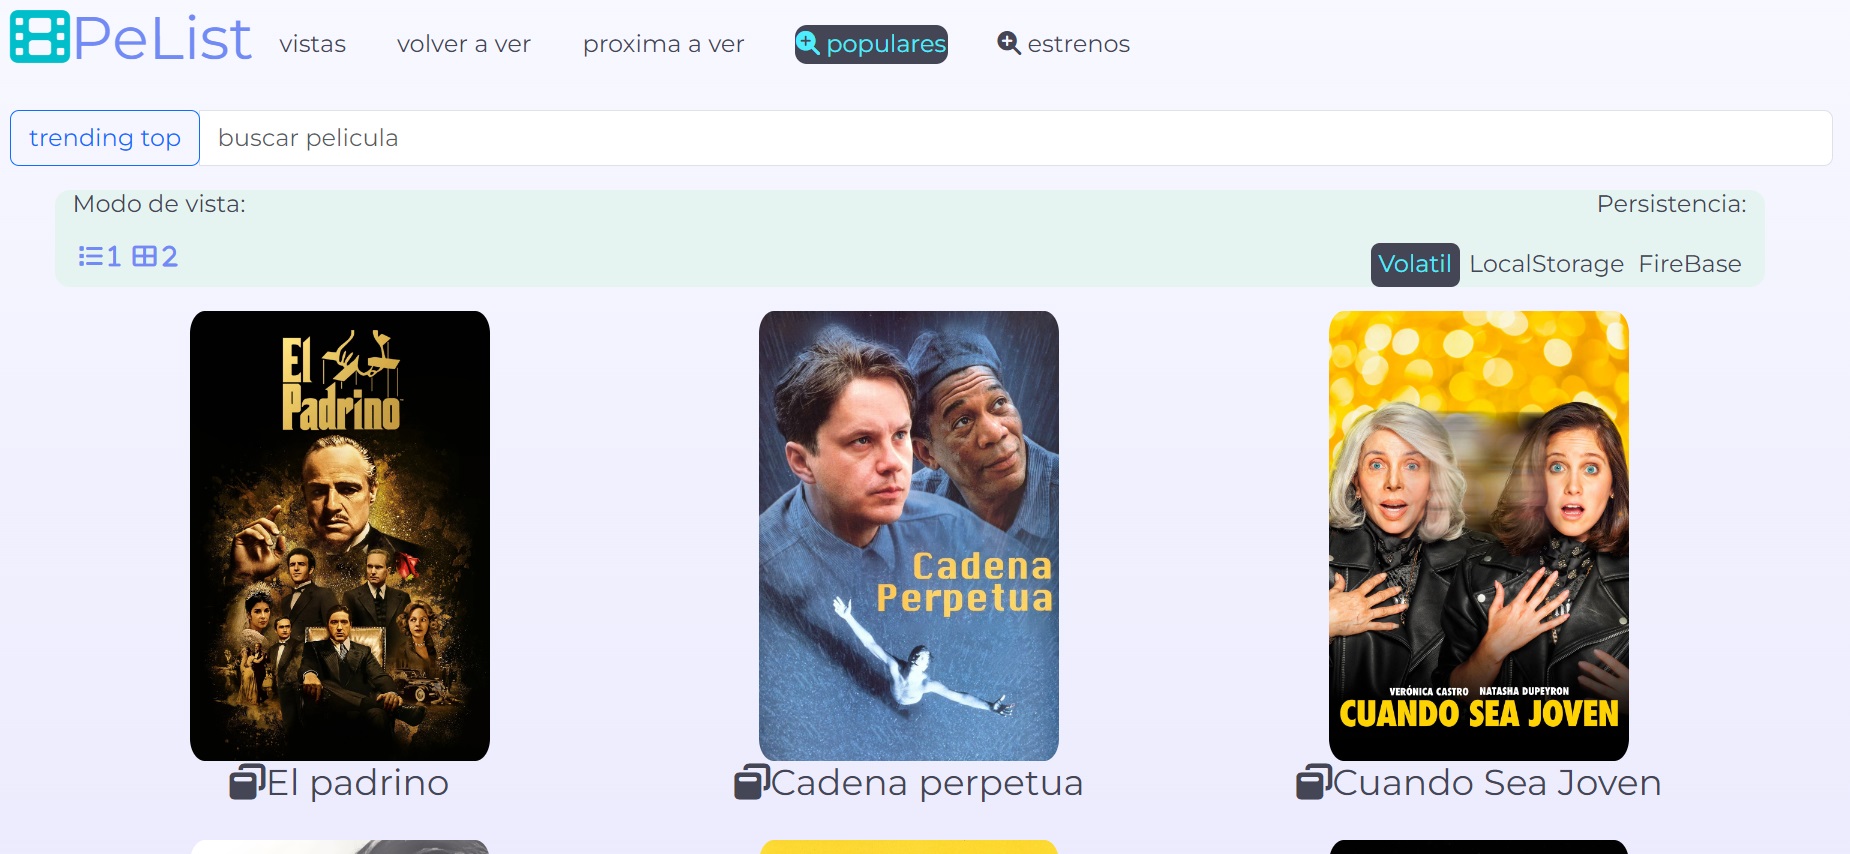 PeList vistas volver a ver proxima a ver populares estrenos
trending top buscar pelicula
Modo de vista: Persistencia:
1 2 Volatil LocalStorage FireBase
El
Padrino
Cadena
Perpetua
VERÓNICA CASTRO NATASHA DUPEYRON
CUANDO SEA JOVEN
El padrino Cadena perpetua Cuando Sea Joven